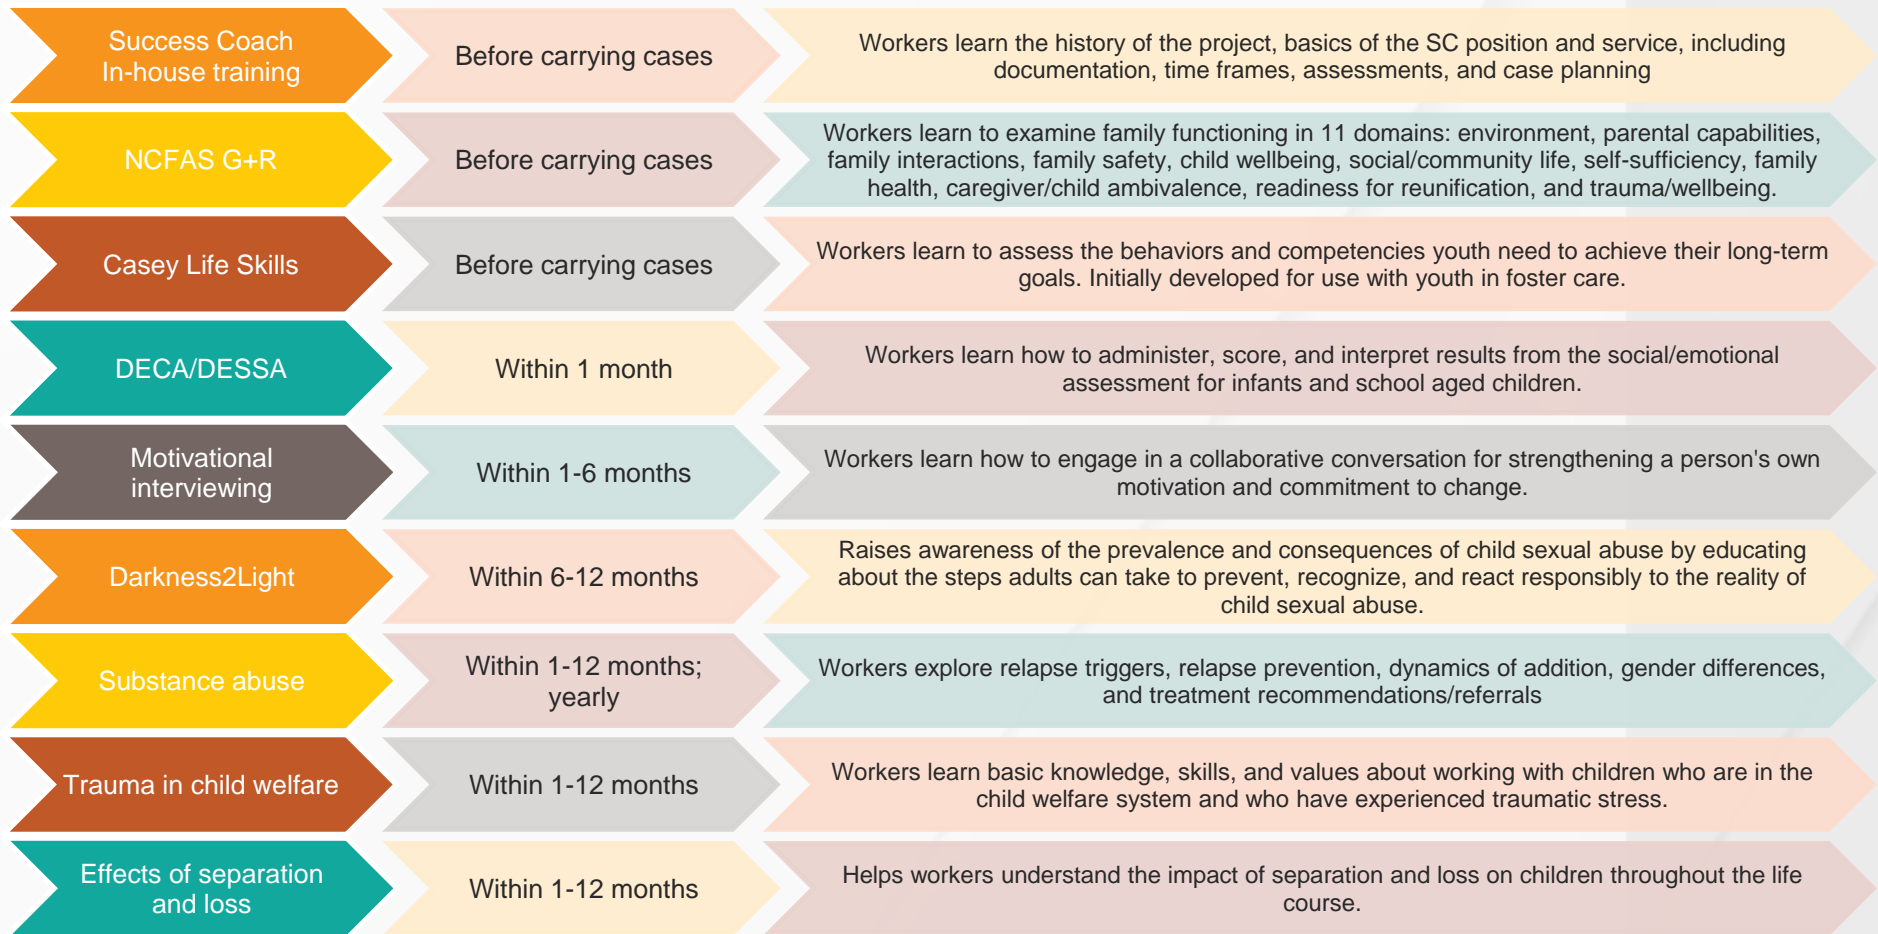 Success Coach
In-house training
Before carrying cases
Workers learn the history of the project, basics of the SC position and service, including
documentation, time frames, assessments, and case planning
NCFAS G+R
Before carrying cases
Workers learn to examine family functioning in 11 domains: environment, parental capabilities,
family interactions, family safety, child wellbeing, social/community life, self-sufficiency, family
health, caregiver/child ambivalence, readiness for reunification, and trauma/wellbeing.
Casey Life Skills
Before carrying cases
Workers learn to assess the behaviors and competencies youth need to achieve their long-term
goals. Initially developed for use with youth in foster care.
DECA/DESSA
Within 1 month
Workers learn how to administer, score, and interpret results from the social/emotional
assessment for infants and school aged children.
Motivational
interviewing
Within 1-6 months
Workers learn how to engage in a collaborative conversation for strengthening a person's own
motivation and commitment to change.
Darkness2Light
Within 6-12 months
Raises awareness of the prevalence and consequences of child sexual abuse by educating
about the steps adults can take to prevent, recognize, and react responsibly to the reality of
child sexual abuse.
Substance abuse
Within 1-12 months;
yearly
Workers explore relapse triggers, relapse prevention, dynamics of addition, gender differences,
and treatment recommendations/referrals
Trauma in child welfare
Within 1-12 months
Workers learn basic knowledge, skills, and values about working with children who are in the
child welfare system and who have experienced traumatic stress.
Effects of separation
and loss
Within 1-12 months
Helps workers understand the impact of separation and loss on children throughout the life
course.